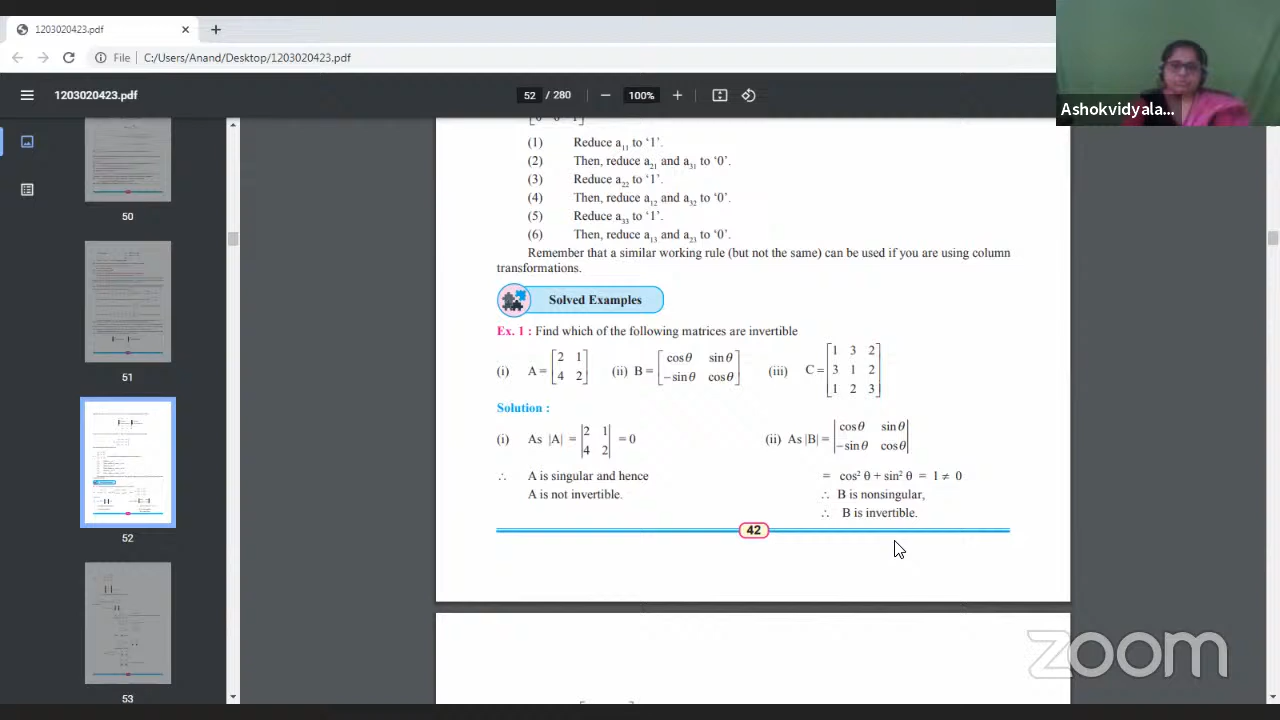 1203020423.pdf
File C:/Users/Anand/Desktop/1203020423.pdf
1203020423.pdf
52 / 280
100%
Ashokvidyala...
50
51
52
53
(1) Reduce a₁₁ to ‘1’.
(2) Then, reduce a₂₁ and a₃₁ to ‘0’.
(3) Reduce a₂₂ to ‘1’.
(4) Then, reduce a₁₂ and a₃₂ to ‘0’.
(5) Reduce a₃₃ to ‘1’.
(6) Then, reduce a₁₃ and a₂₃ to ‘0’.
Remember that a similar working rule (but not the same) can be used if you are using column
transformations.
Solved Examples
Ex. 1 : Find which of the following matrices are invertible
(i) A = [2 1
4 2]
(ii) B = [cosθ sinθ
−sinθ cosθ]
(iii) C = [1 3 2
3 1 2
1 2 3]
Solution :
(i) As |A| = |2 1
4 2| = 0
∴ A is singular and hence
A is not invertible.
(ii) As |B| = |cosθ sinθ
−sinθ cosθ|
= cos² θ + sin² θ = 1 ≠ 0
∴ B is nonsingular,
∴ B is invertible.
42
zoom